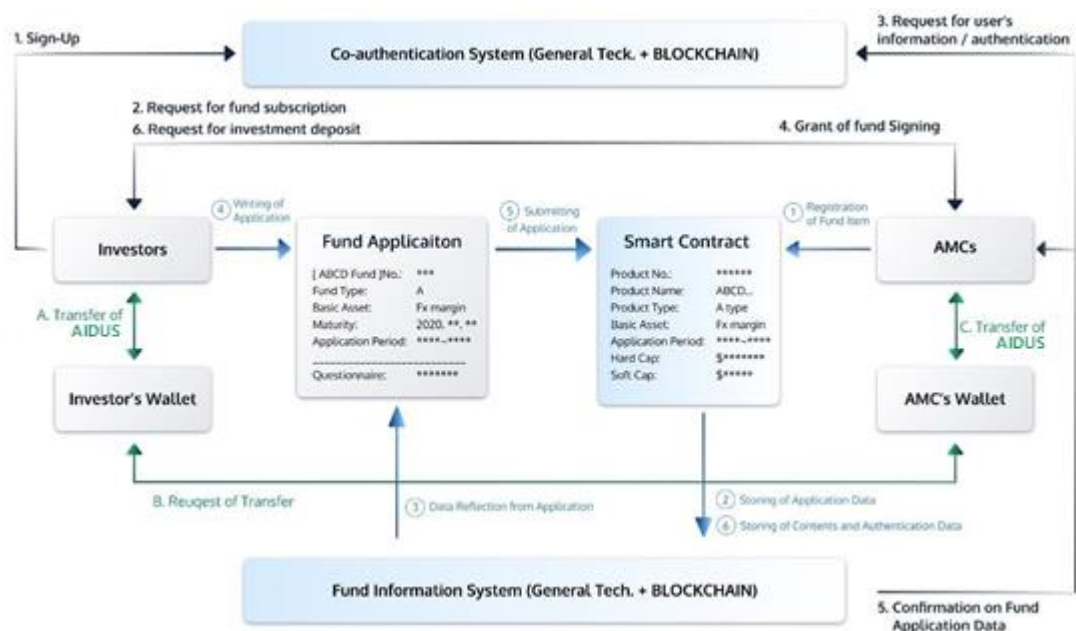 1. Sign-Up
3. Request for user's
information / authentication
Co-authentication System (General Teck. + BLOCKCHAIN)
2. Request for fund subscription
6. Request for investment deposit
4. Grant of fund Signing
④ Writing of
Application
⑤ Submitting
of Application
① Registration
of Fund Item
Investors
Fund Applicaiton
[ ABCD Fund ]No.: ***
Fund Type: A
Basic Asset: Fx margin
Maturity: 2020. **. **
Application Period: ****~****
Questionnaire: *******
Smart Contract
Product No.: ******
Product Name: ABCD...
Product Type: A type
Basic Asset: Fx margin
Application Period: ****~****
Hard Cap: $*******
Soft Cap: $*****
AMCs
A. Transfer of
AIDUS
C. Transfer of
AIDUS
Investor's Wallet
AMC's Wallet
B. Reuqest of Transfer
③ Data Reflection from Application
② Storing of Application Data
⑥ Storing of Contents and Authentication Data
Fund Information System (General Tech. + BLOCKCHAIN)
5. Confirmation on Fund
Application Data